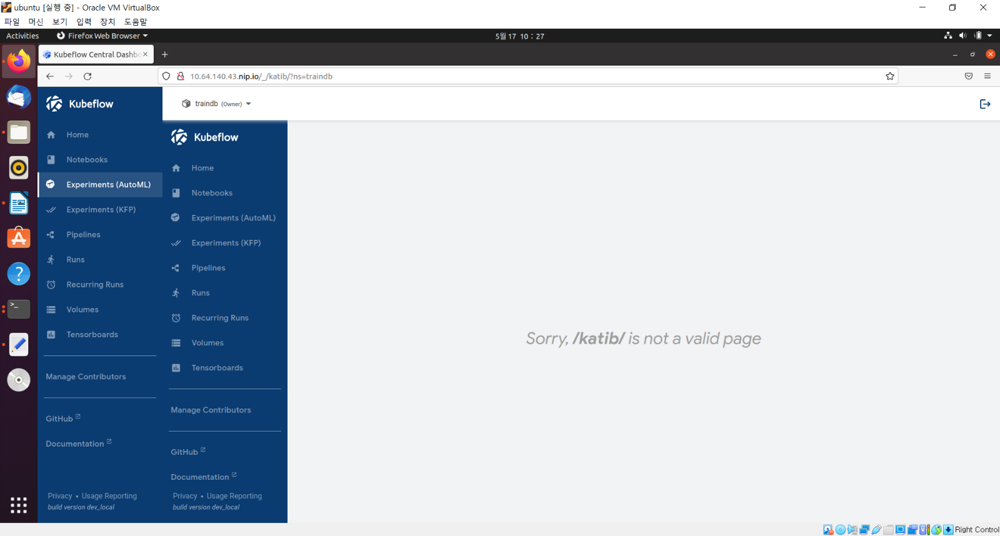 ubuntu [실행 중] - Oracle VM VirtualBox
파일 머신 보기 입력 장치 도움말
Activities Firefox Web Browser 5월 17 10 : 27
Kubeflow Central Dashbo
10.64.140.43.nip.io/_/katib/?ns=traindb
Kubeflow
Home
Notebooks
Experiments (AutoML)
Experiments (KFP)
Pipelines
Runs
Recurring Runs
Volumes
Tensorboards
Manage Contributors
GitHub
Documentation
Privacy • Usage Reporting
build version dev_local
traindb (Owner)
Kubeflow
Home
Notebooks
Experiments (AutoML)
Experiments (KFP)
Pipelines
Runs
Recurring Runs
Volumes
Tensorboards
Manage Contributors
GitHub
Documentation
Privacy • Usage Reporting
build version dev_local
Sorry, /katib/ is not a valid page
Right Control